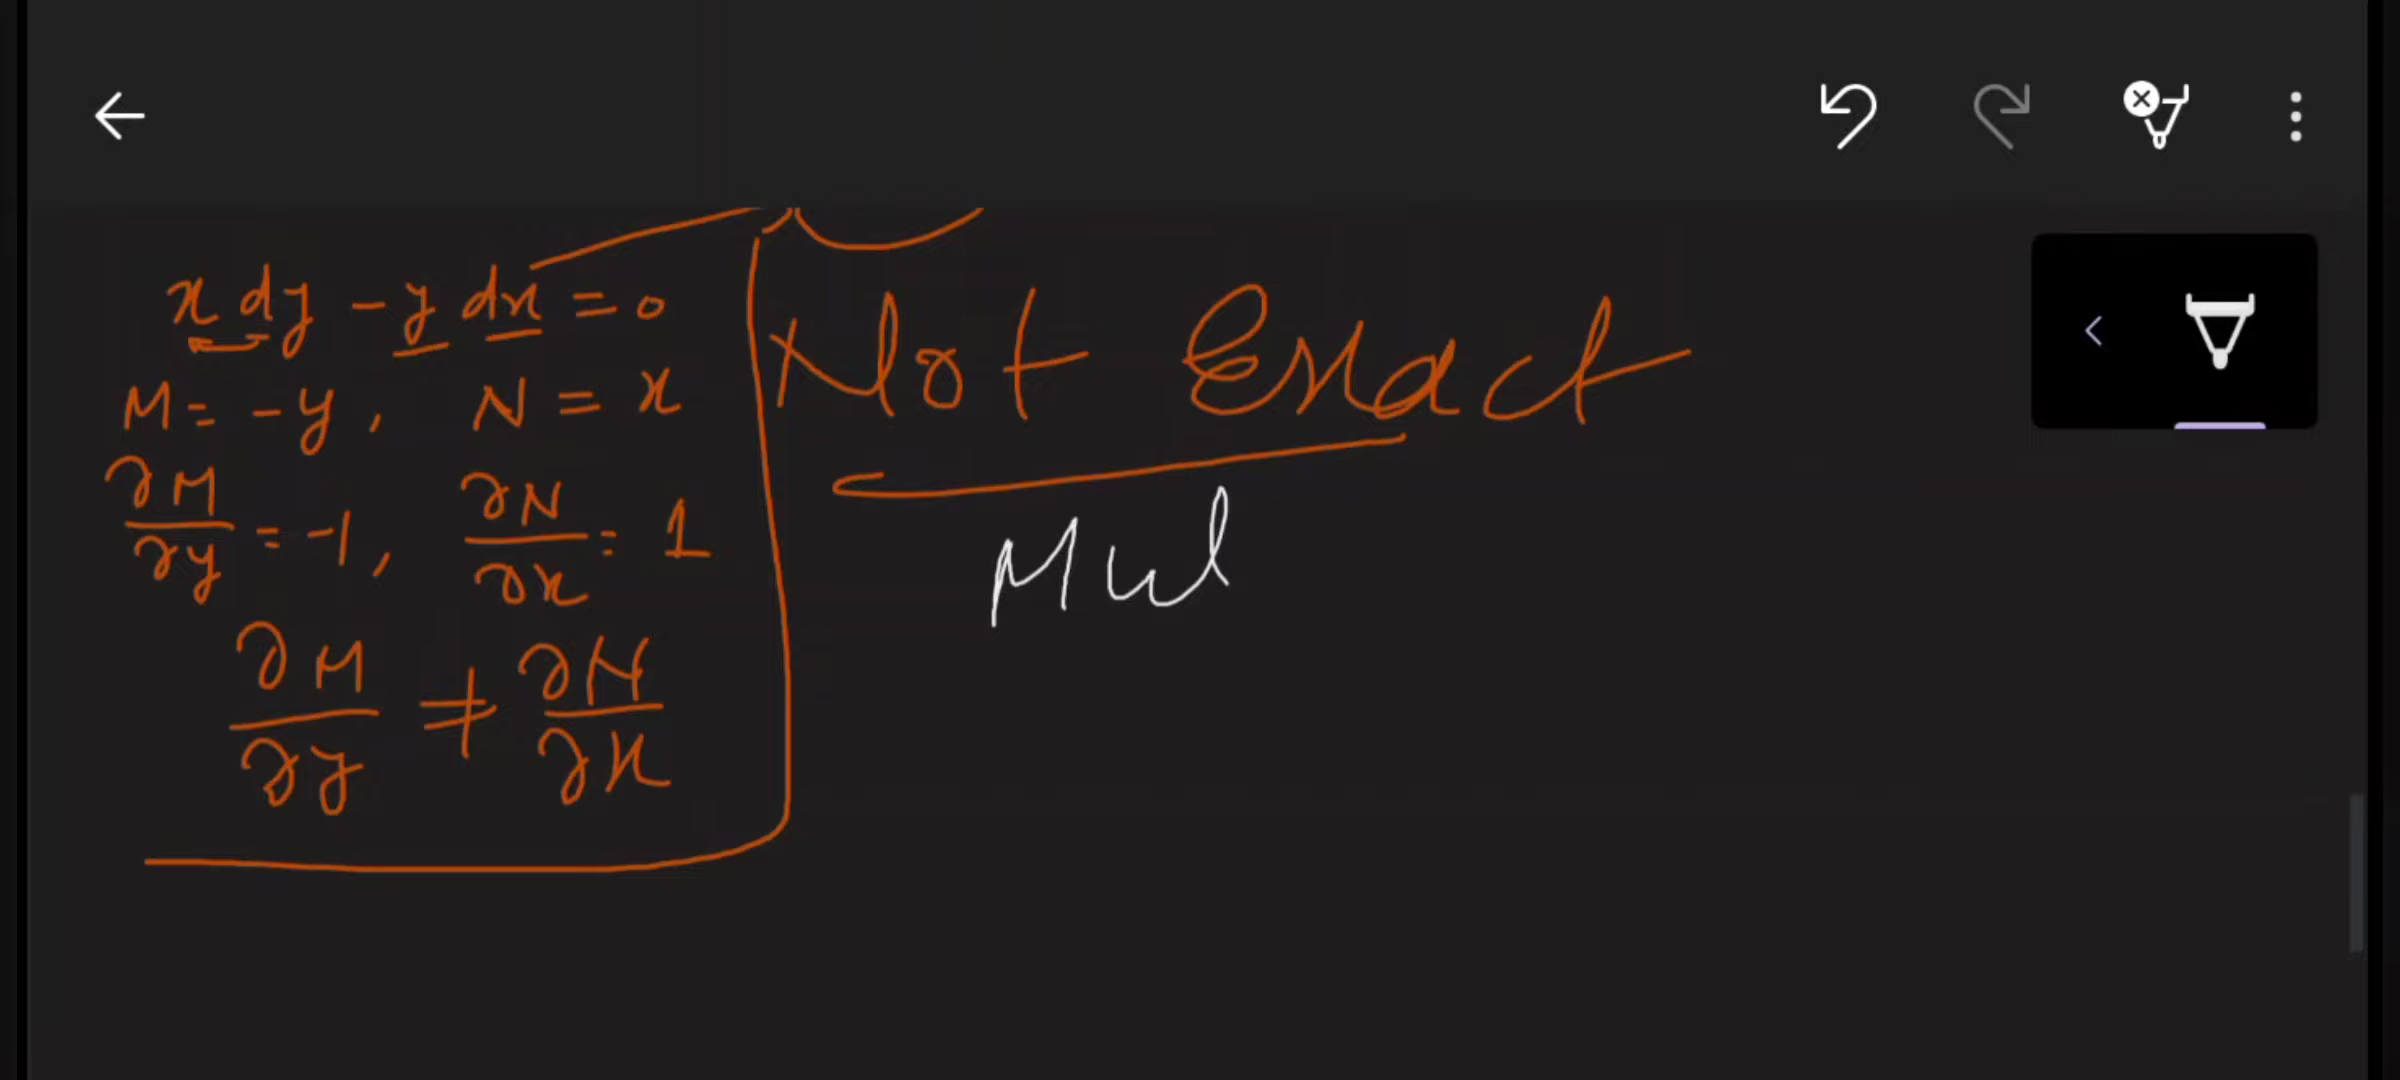 x dy - y dx = 0
M = -y, N = x
∂M/∂y = -1, ∂N/∂x = 1
∂M/∂y ≠ ∂N/∂x
Not Exact
Mul